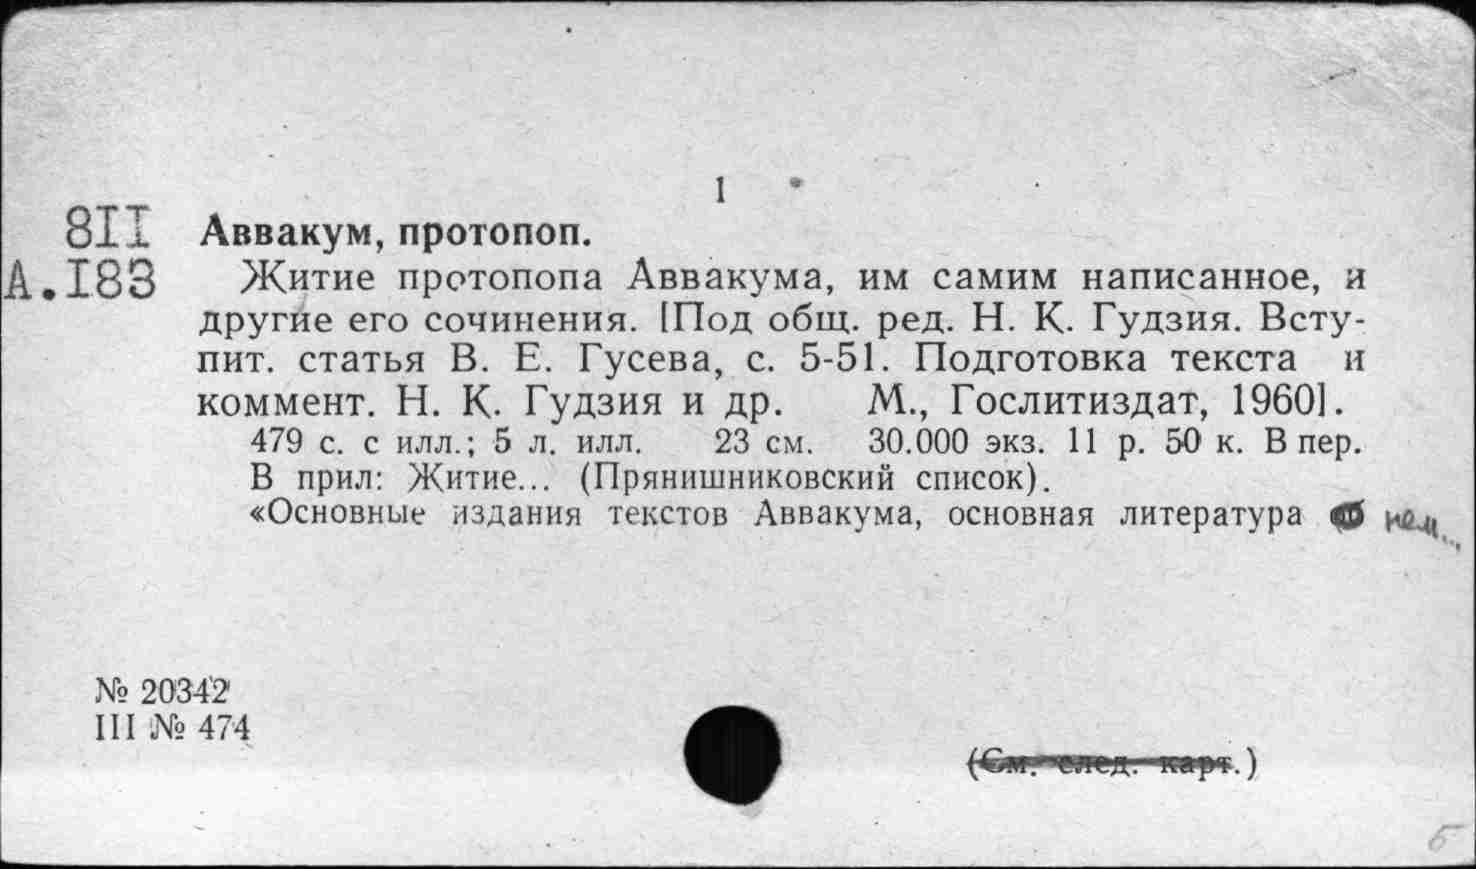 1
8II Аввакум, протопоп.
А.I83 Житие протопопа Аввакума, им самим написанное, и
другие его сочинения. [Под общ. ред. Н. К. Гудзия. Всту-
пит. статья В. Е. Гусева, с. 5-51. Подготовка текста и
коммент. Н. К. Гудзия и др. М., Гослитиздат, 1960].
479 с. с илл.; 5 л. илл. 23 см. 30.000 экз. 11 р. 50 к. В пер.
В прил: Житие... (Прянишниковский список).
«Основные издания текстов Аввакума, основная литература
№ 20342
III № 474
(См. след. карт.)